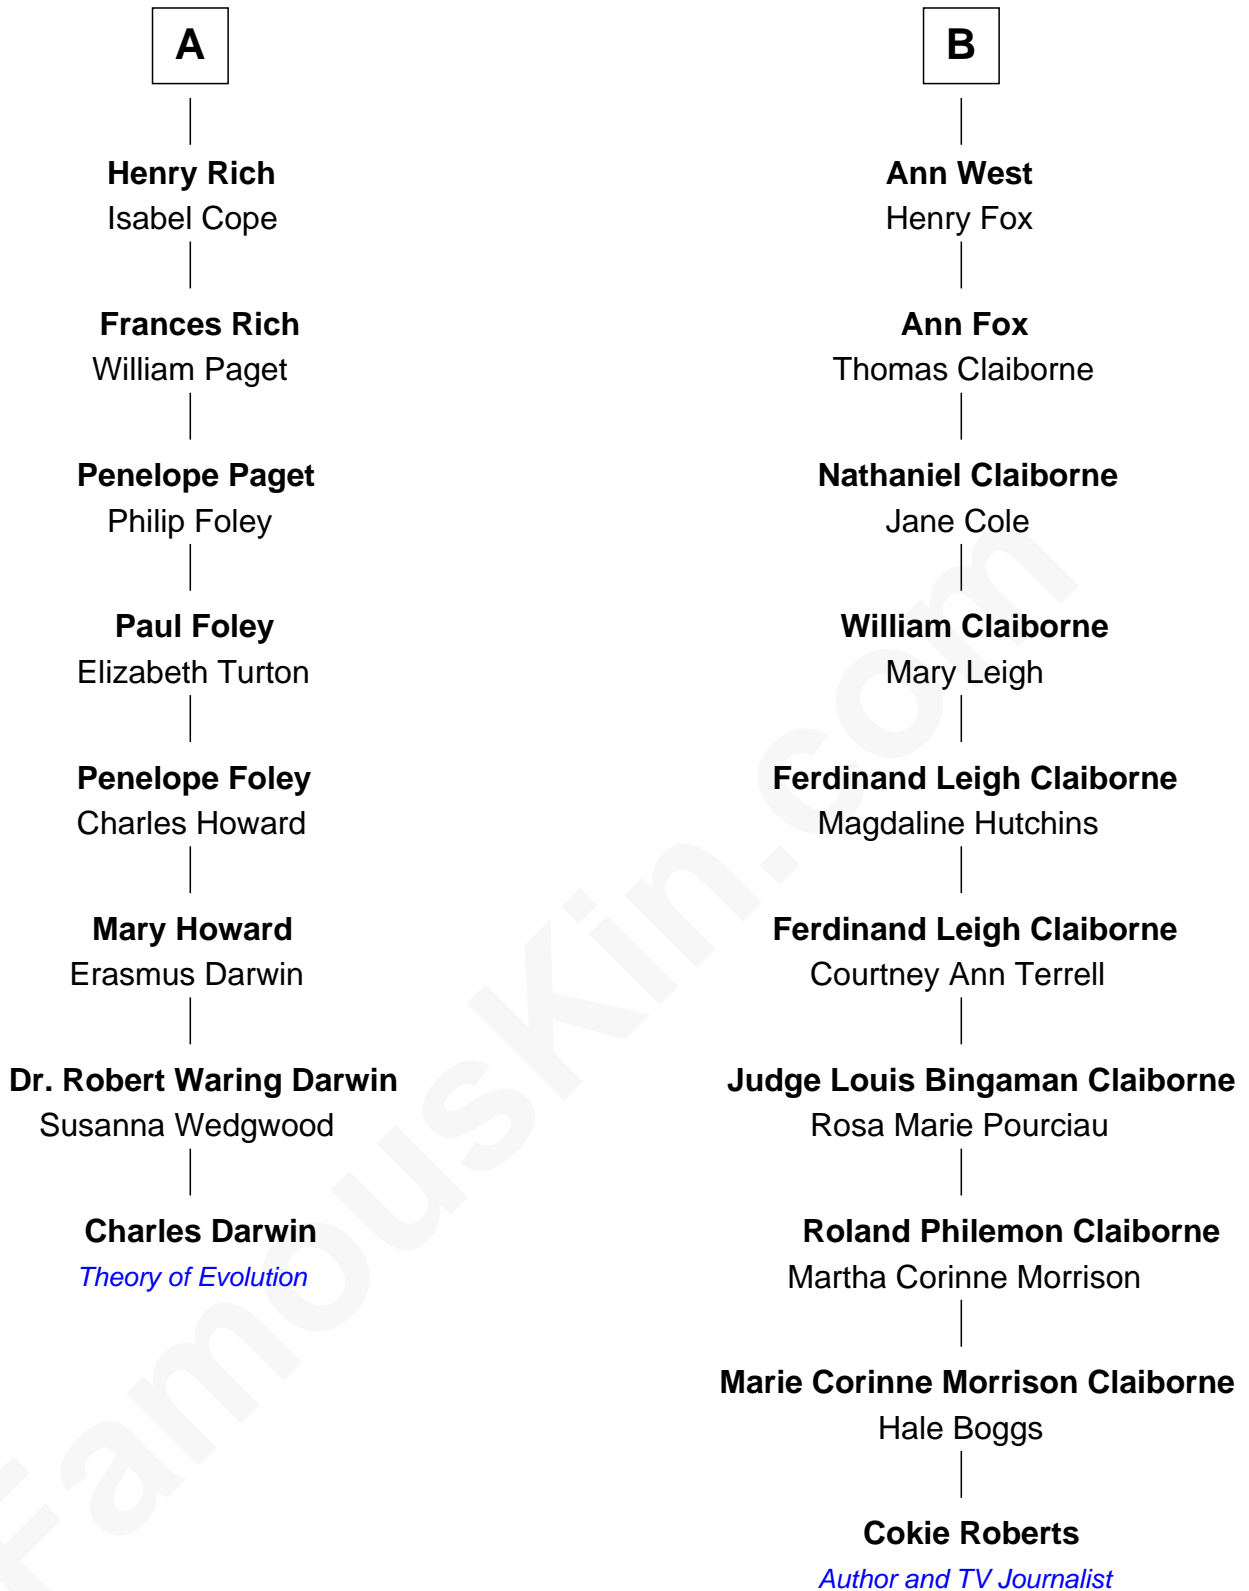 A
Henry Rich
Isabel Cope
Frances Rich
William Paget
Penelope Paget
Philip Foley
Paul Foley
Elizabeth Turton
Penelope Foley
Charles Howard
Mary Howard
Erasmus Darwin
Dr. Robert Waring Darwin
Susanna Wedgwood
Charles Darwin
Theory of Evolution
B
Ann West
Henry Fox
Ann Fox
Thomas Claiborne
Nathaniel Claiborne
Jane Cole
William Claiborne
Mary Leigh
Ferdinand Leigh Claiborne
Magdaline Hutchins
Ferdinand Leigh Claiborne
Courtney Ann Terrell
Judge Louis Bingaman Claiborne
Rosa Marie Pourciau
Roland Philemon Claiborne
Martha Corinne Morrison
Marie Corinne Morrison Claiborne
Hale Boggs
Cokie Roberts
Author and TV Journalist
FamousKin.com